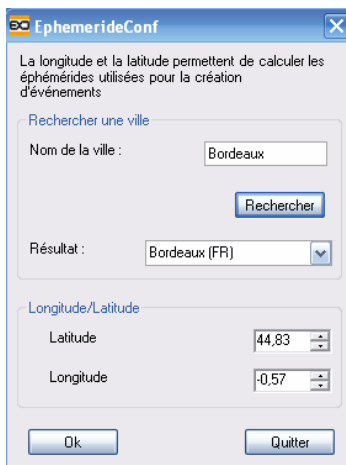 EphemerideConf
La longitude et la latitude permettent de calculer les
éphémérides utilisées pour la création
d'événements
Rechercher une ville
Nom de la ville :
Bordeaux
Rechercher
Résultat :
Bordeaux (FR)
Longitude/Latitude
Latitude
44,83
Longitude
-0,57
Ok
Quitter